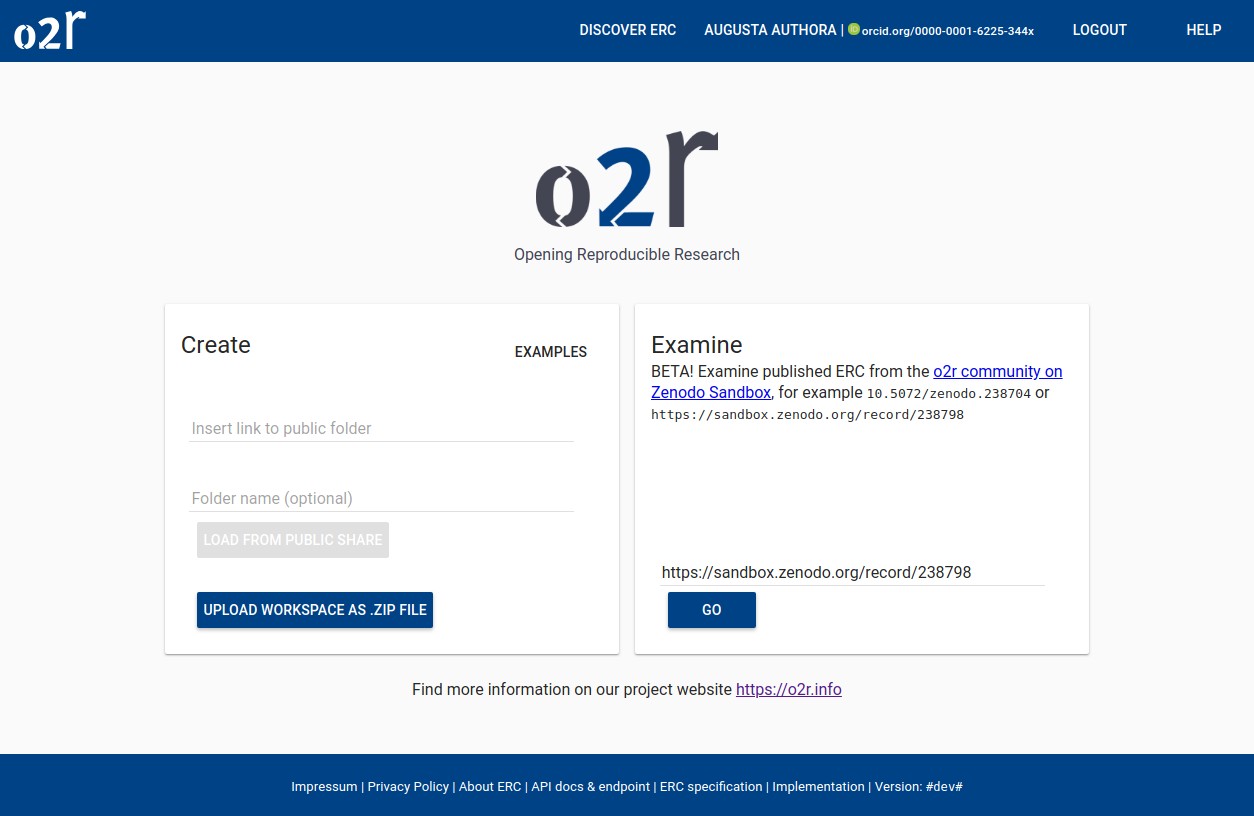 o2r
DISCOVER ERC
AUGUSTA AUTHORA | iD orcid.org/0000-0001-6225-344x
LOGOUT
HELP
o2r
Opening Reproducible Research
Create
EXAMPLES
Insert link to public folder
Folder name (optional)
LOAD FROM PUBLIC SHARE
UPLOAD WORKSPACE AS .ZIP FILE
Examine
BETA! Examine published ERC from the o2r community on
Zenodo Sandbox, for example 10.5072/zenodo.238704 or
https://sandbox.zenodo.org/record/238798
https://sandbox.zenodo.org/record/238798
GO
Find more information on our project website https://o2r.info
Impressum | Privacy Policy | About ERC | API docs & endpoint | ERC specification | Implementation | Version: #dev#